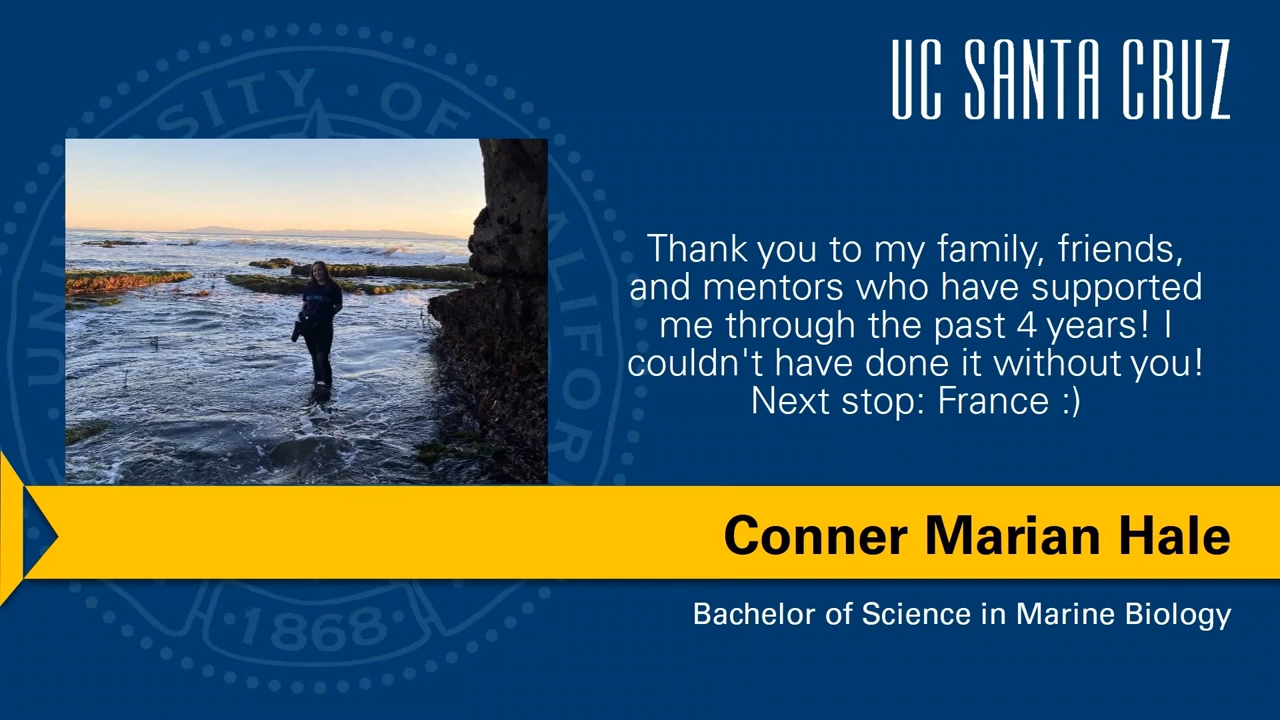 UC SANTA CRUZ
Thank you to my family, friends,
and mentors who have supported
me through the past 4 years! I
couldn't have done it without you!
Next stop: France :)
Conner Marian Hale
Bachelor of Science in Marine Biology
·1868·